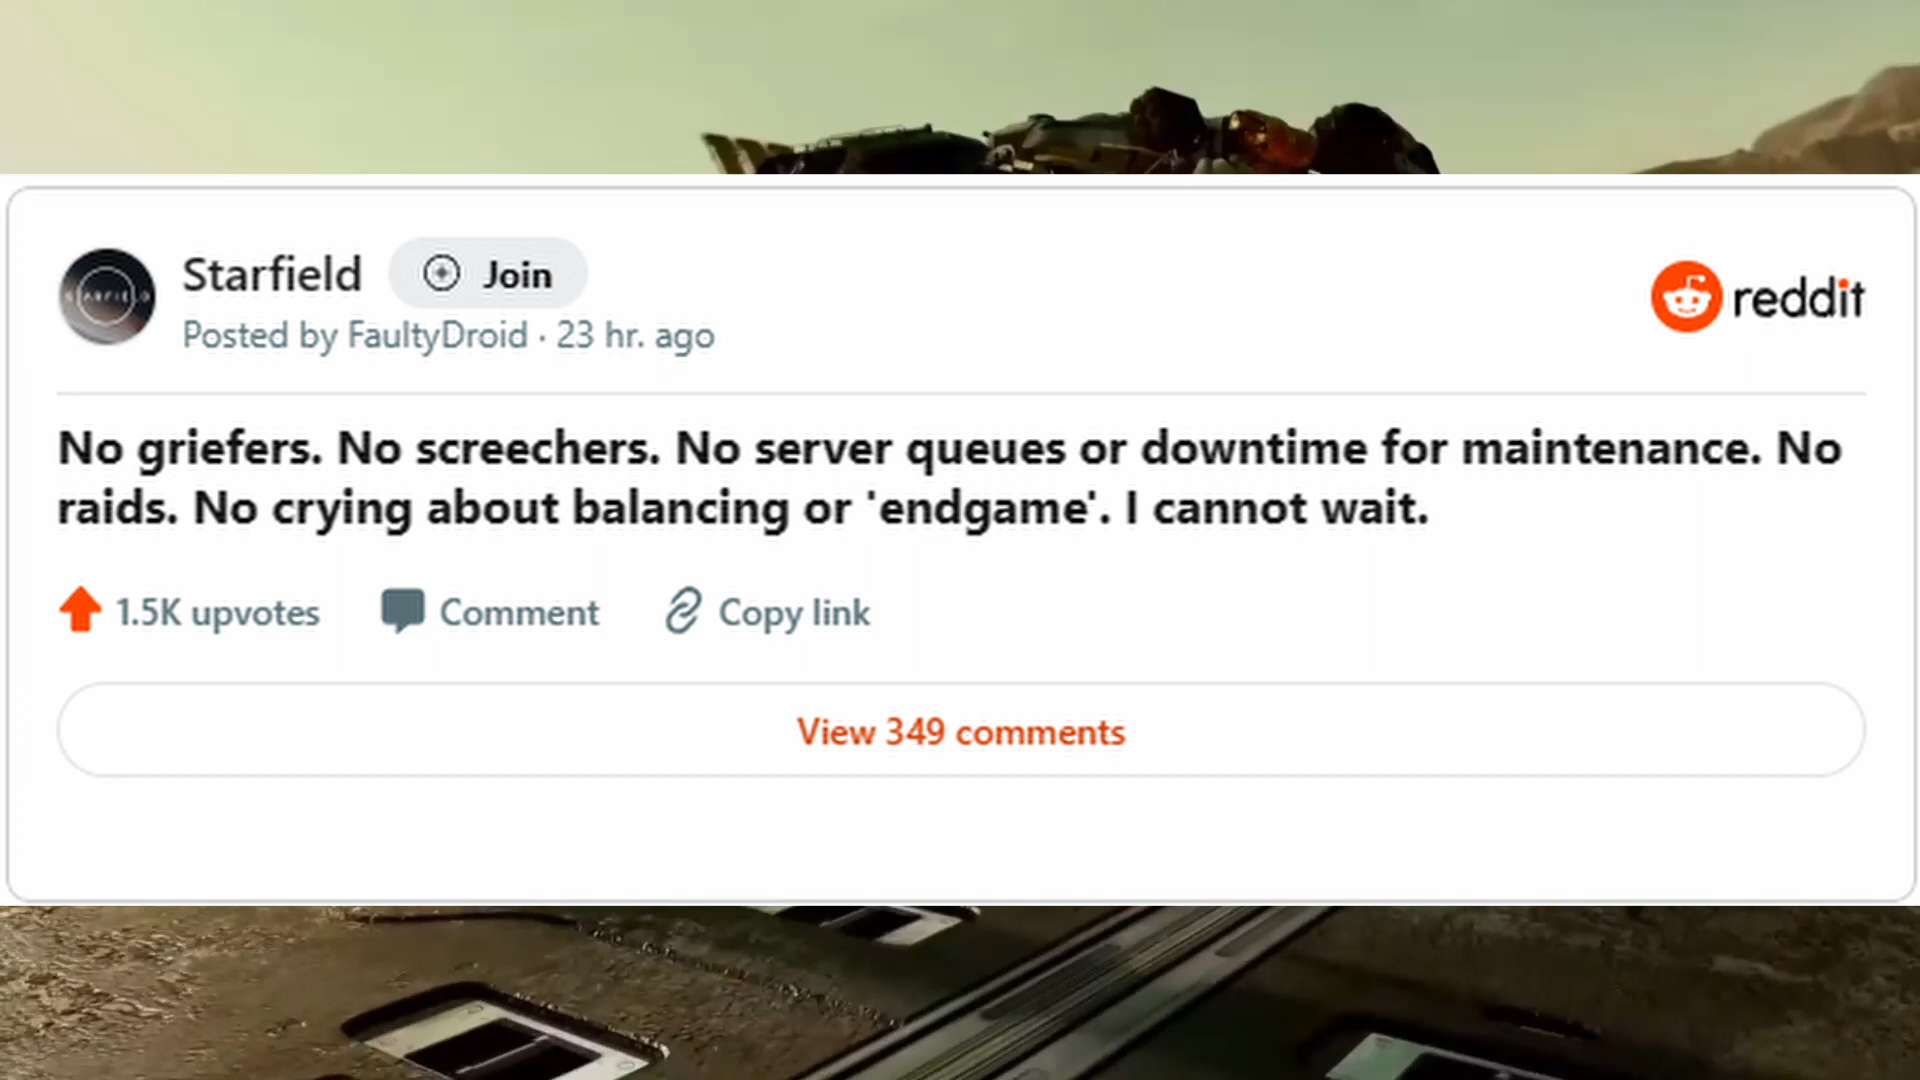 Starfield
Join
reddit
Posted by FaultyDroid · 23 hr. ago
No griefers. No screechers. No server queues or downtime for maintenance. No
raids. No crying about balancing or 'endgame'. I cannot wait.
1.5K upvotes
Comment
Copy link
View 349 comments